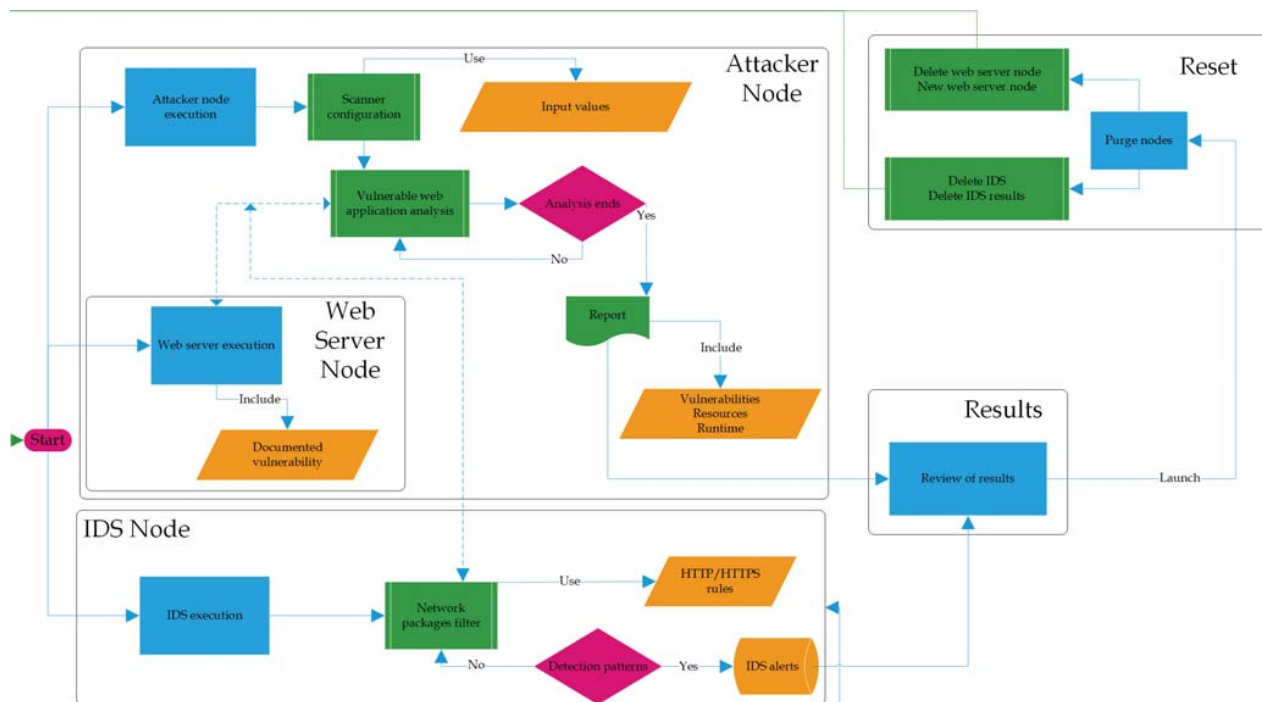 Attacker
Node
Attacker node
execution
Scanner
configuration
Use
Input values
Vulnerable web
application analysis
Analysis ends
Yes
No
Report
Include
Vulnerabilities
Resources
Runtime
Web
Server
Node
Web server execution
Include
Documented
vulnerability
Start
IDS Node
IDS execution
Network
packages filter
Use
HTTP/HTTPS
rules
Detection patterns
No
Yes
IDS alerts
Results
Review of results
Launch
Reset
Purge nodes
Delete web server node
New web server node
Delete IDS
Delete IDS results